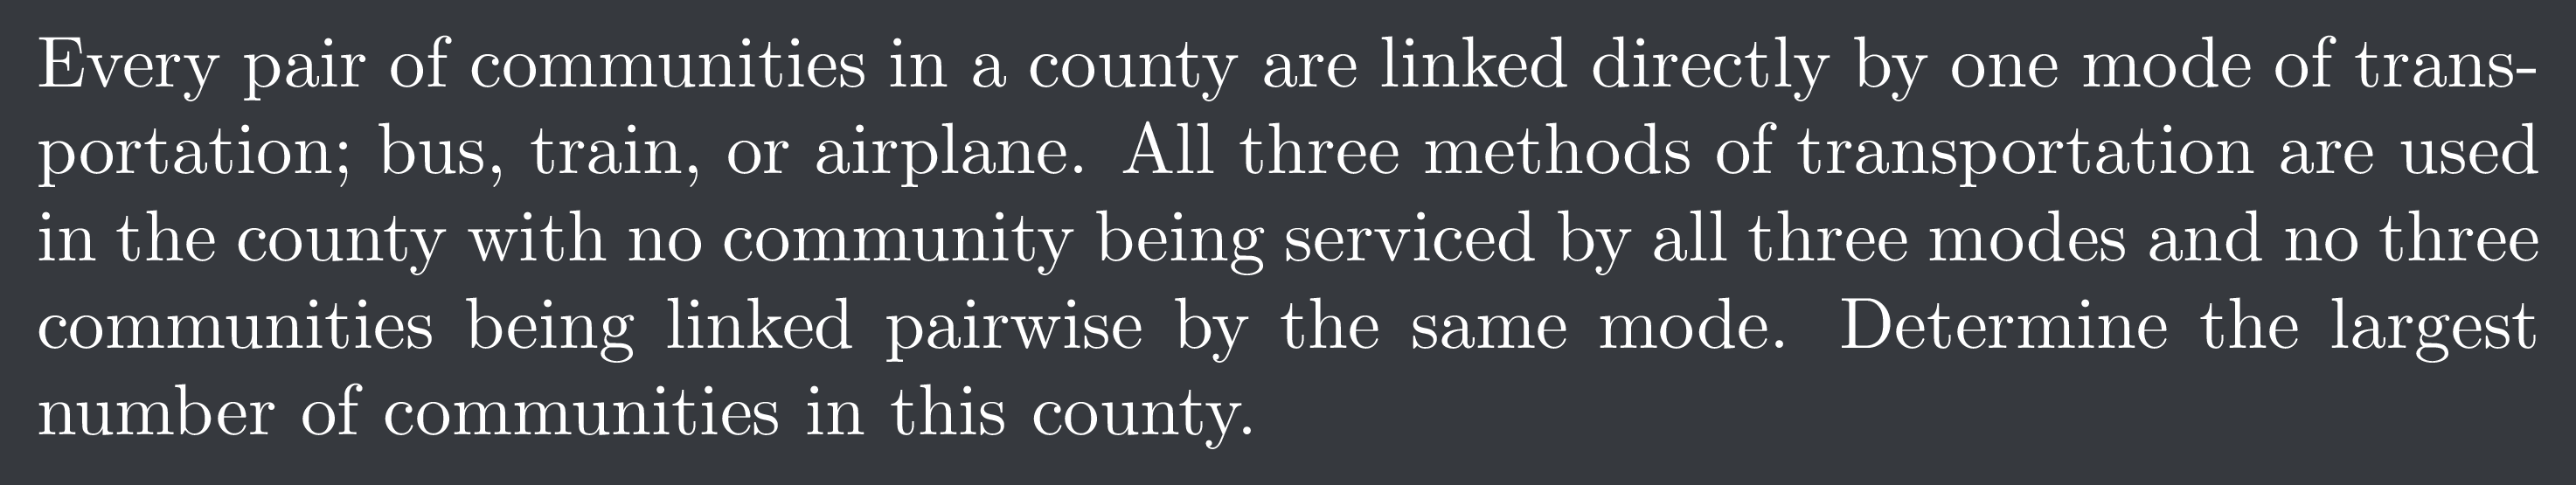 Every pair of communities in a county are linked directly by one mode of trans-
portation; bus, train, or airplane. All three methods of transportation are used
in the county with no community being serviced by all three modes and no three
communities being linked pairwise by the same mode. Determine the largest
number of communities in this county.